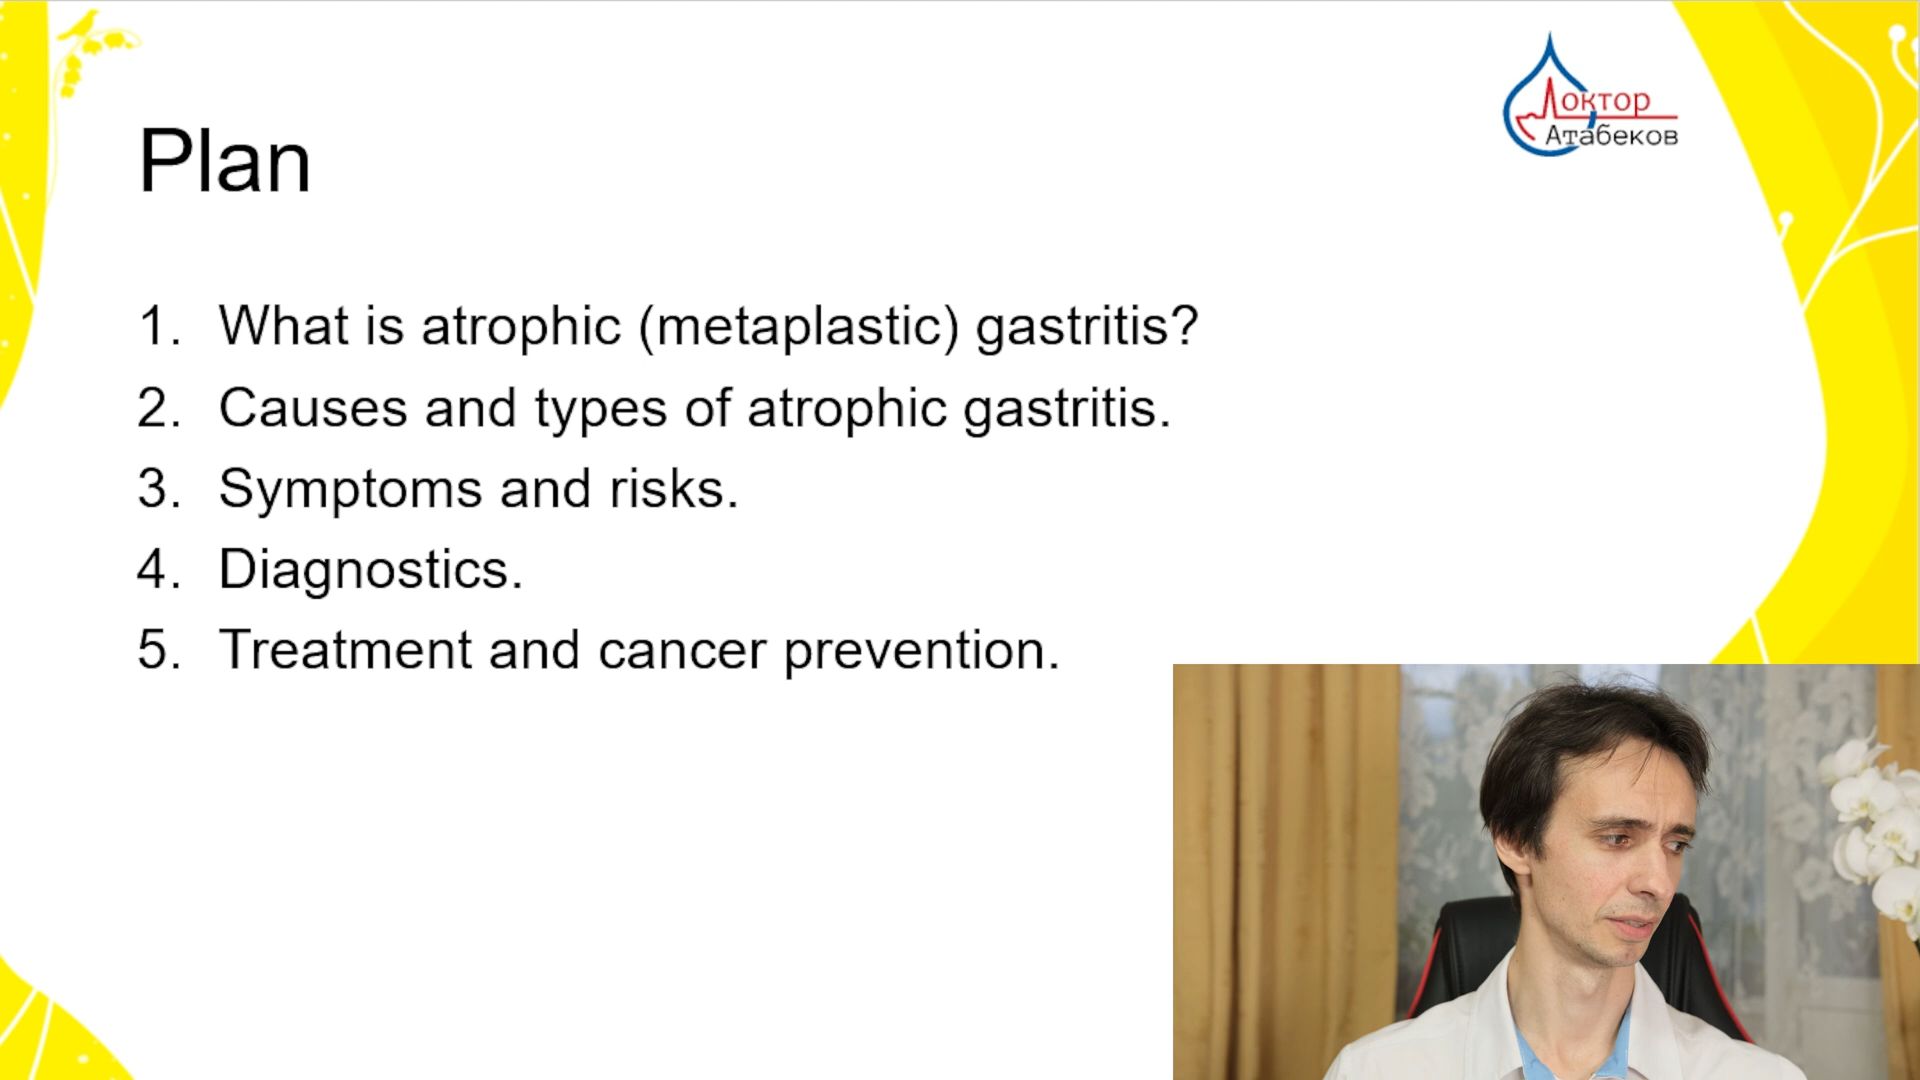 Доктор
Атабеков
Plan
1. What is atrophic (metaplastic) gastritis?
2. Causes and types of atrophic gastritis.
3. Symptoms and risks.
4. Diagnostics.
5. Treatment and cancer prevention.